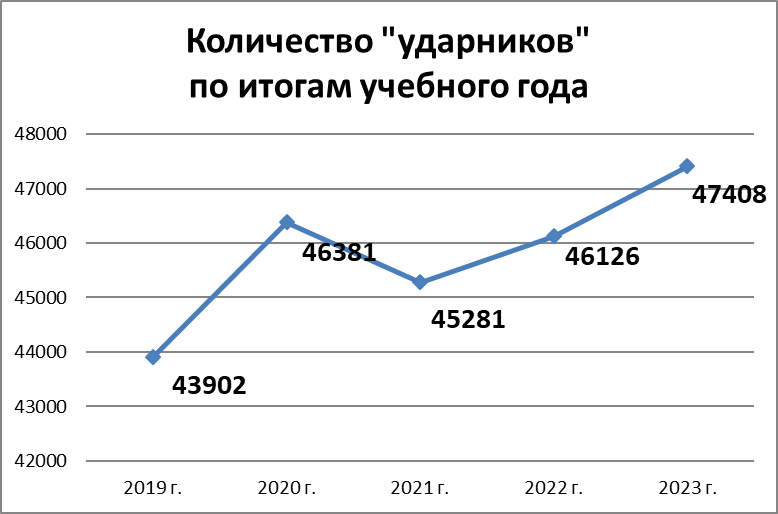 Количество "ударников"
по итогам учебного года
48000
47000
46000
45000
44000
43000
42000
43902
46381
45281
46126
47408
2019 г.
2020 г.
2021 г.
2022 г.
2023 г.